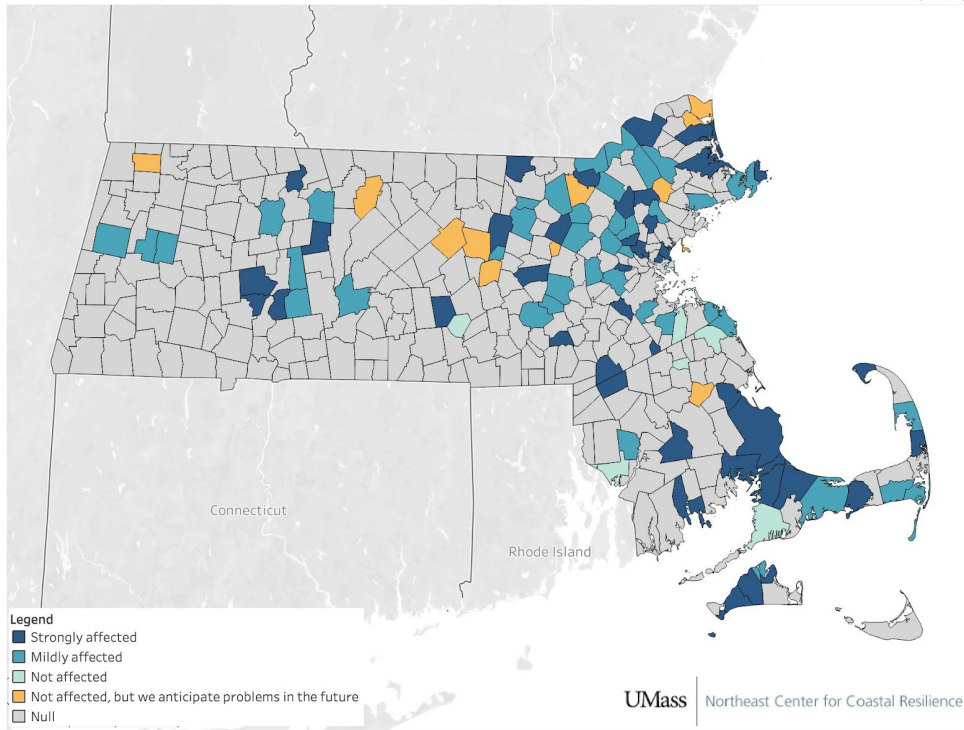 Connecticut
Rhode Island
Legend
Strongly affected
Mildly affected
Not affected
Not affected, but we anticipate problems in the future
Null
UMass | Northeast Center for Coastal Resilience